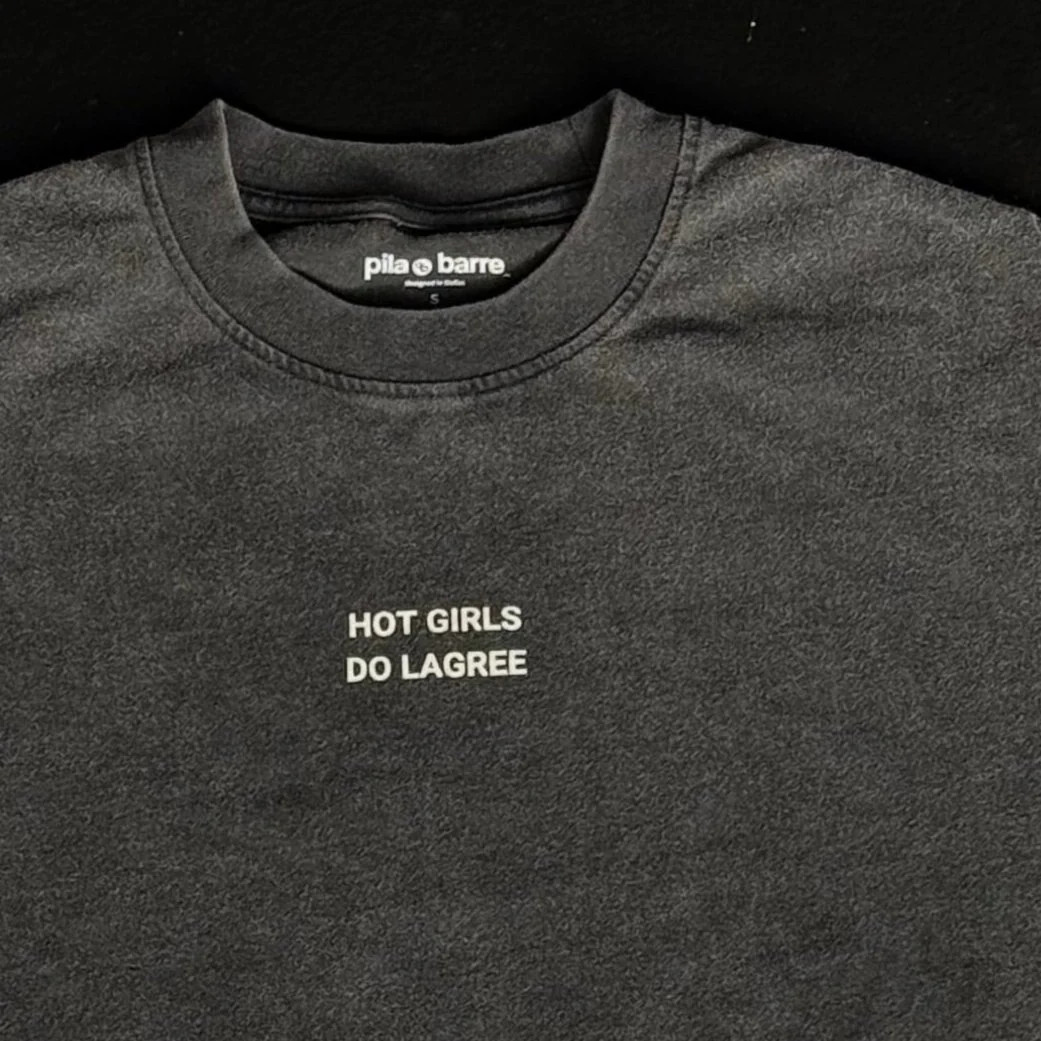 pila barre
S
HOT GIRLS
DO LAGREE